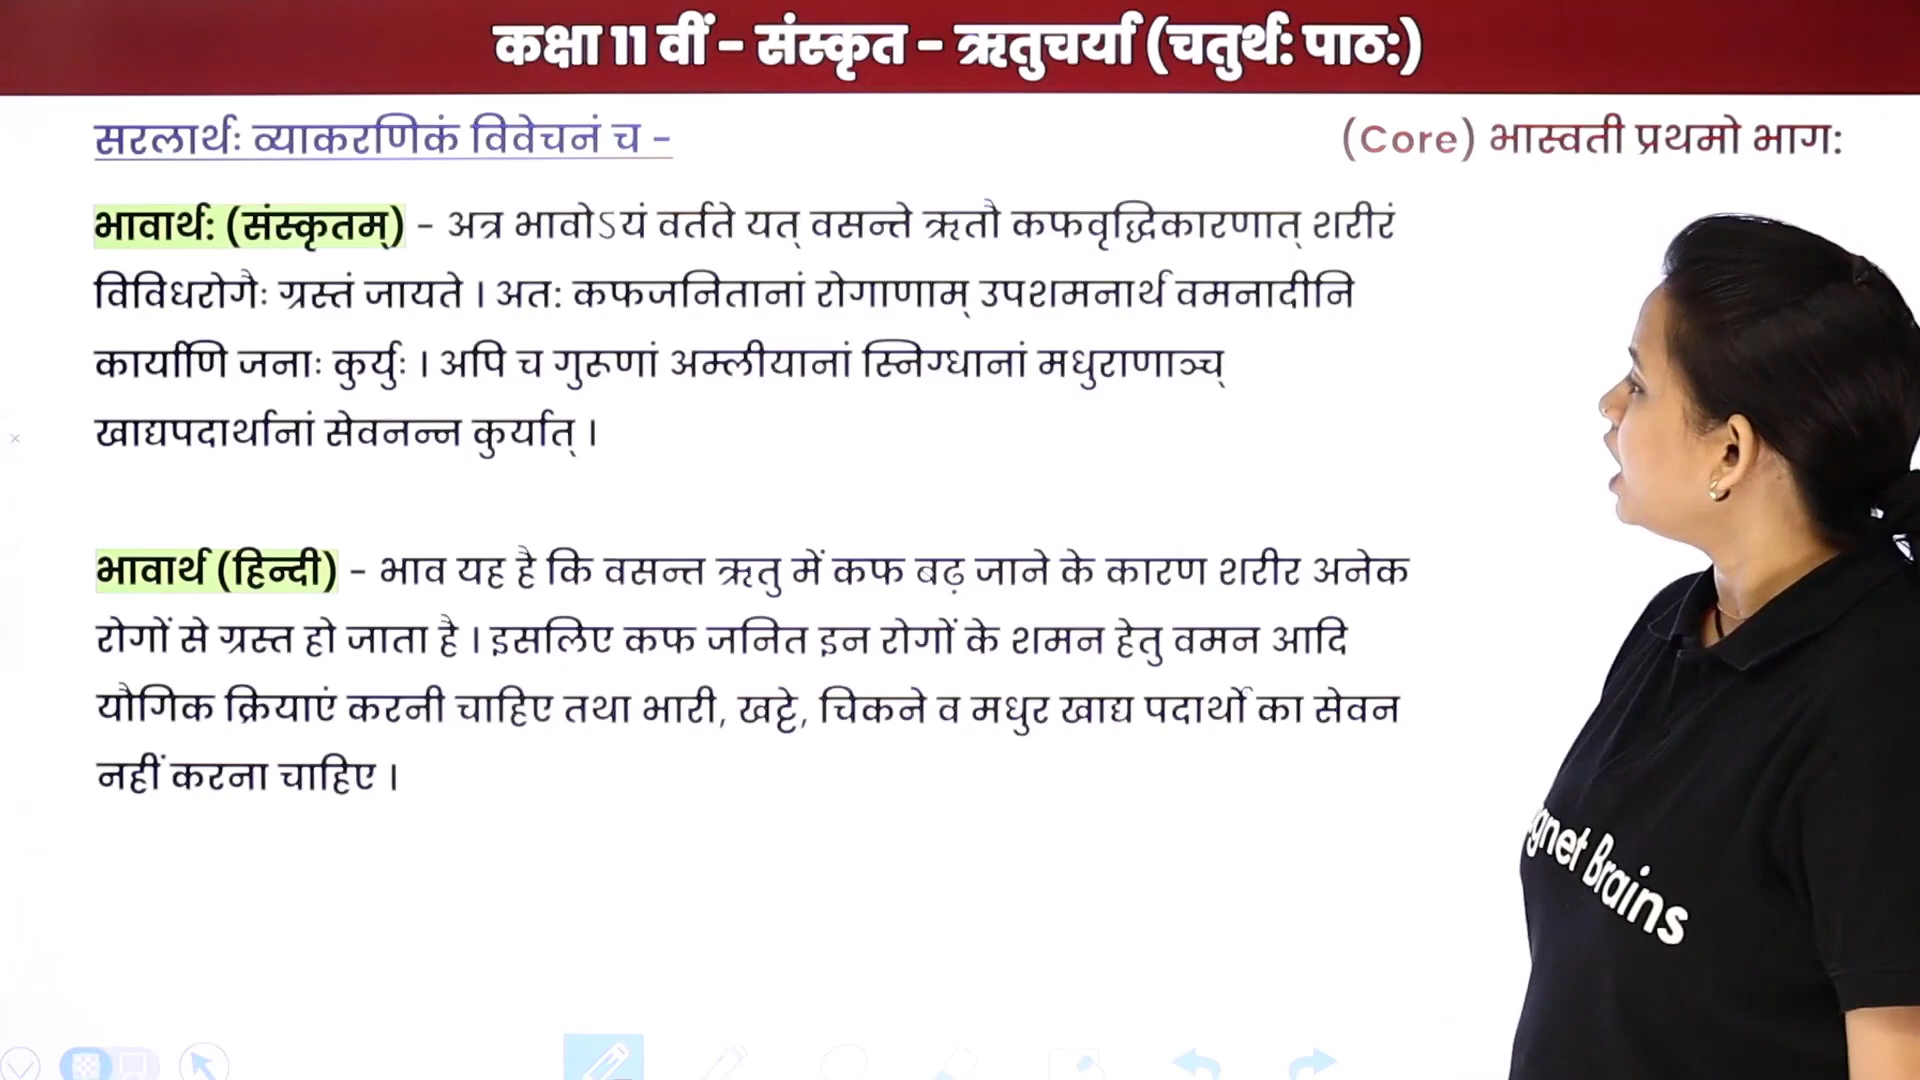 कक्षा 11 वीं - संस्कृत - ऋतुचर्या (चतुर्थ: पाठ:)
सरलार्थः व्याकरणिकं विवेचनं च -
(Core) भास्वती प्रथमो भाग:
भावार्थ: (संस्कृतम्) - अत्र भावोऽयं वर्तते यत् वसन्ते ऋतौ कफवृद्धिकारणात् शरीरं
विविधरोगैः ग्रस्तं जायते । अत: कफजनितानां रोगाणाम् उपशमनार्थ वमनादीनि
कार्याणि जनाः कुर्युः । अपि च गुरूणां अम्लीयानां स्निग्धानां मधुराणाञ्च्
खाद्यपदार्थानां सेवनन्न कुर्यात् ।
भावार्थ (हिन्दी) - भाव यह है कि वसन्त ऋतु में कफ बढ़ जाने के कारण शरीर अनेक
रोगों से ग्रस्त हो जाता है । इसलिए कफ जनित इन रोगों के शमन हेतु वमन आदि
यौगिक क्रियाएं करनी चाहिए तथा भारी, खट्टे, चिकने व मधुर खाद्य पदार्थों का सेवन
नहीं करना चाहिए ।
gnet Brains